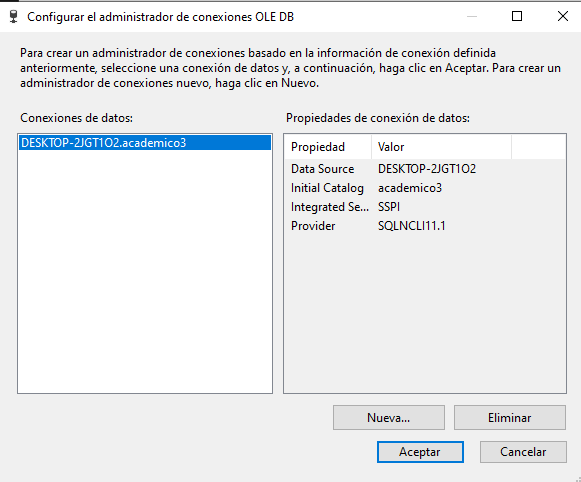 Configurar el administrador de conexiones OLE DB
Para crear un administrador de conexiones basado en la información de conexión definida
anteriormente, seleccione una conexión de datos y, a continuación, haga clic en Aceptar. Para crear un
administrador de conexiones nuevo, haga clic en Nuevo.
Conexiones de datos:
DESKTOP-2JGT1O2.academico3
Propiedades de conexión de datos:
Propiedad Valor
Data Source DESKTOP-2JGT1O2
Initial Catalog academico3
Integrated Se... SSPI
Provider SQLNCLI11.1
Nueva... Eliminar
Aceptar Cancelar